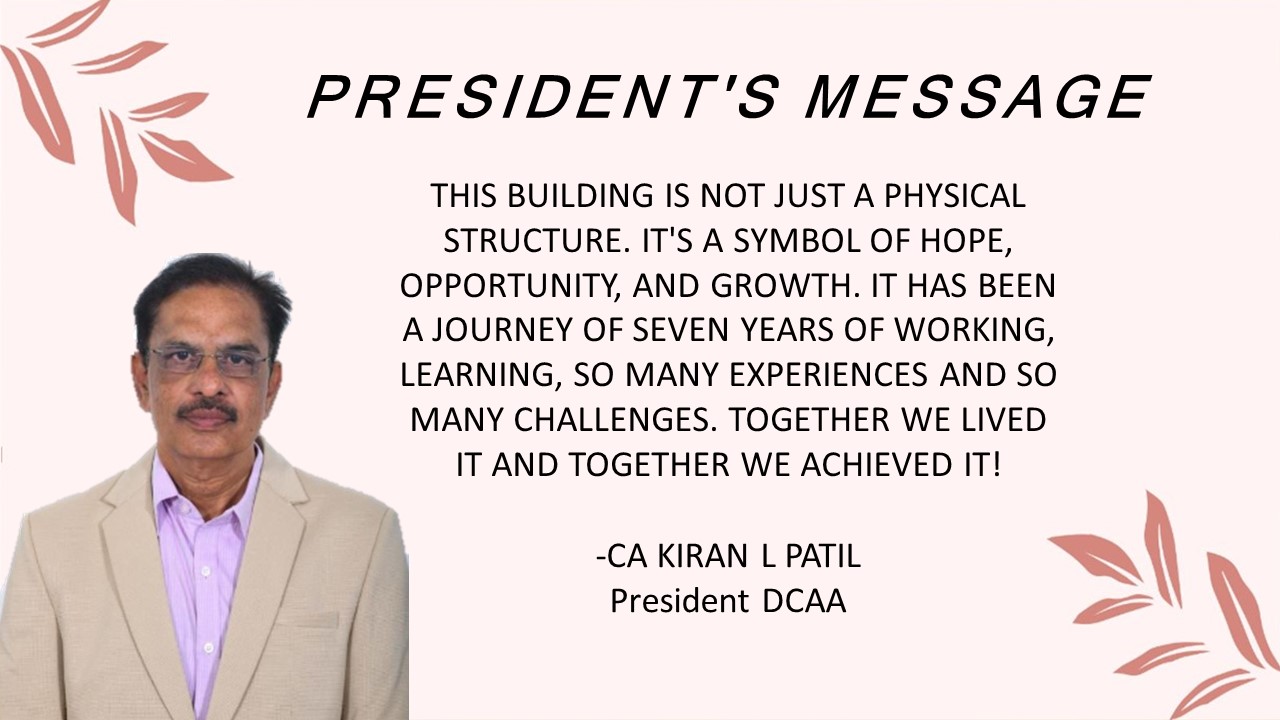 PRESIDENT'S MESSAGE
THIS BUILDING IS NOT JUST A PHYSICAL
STRUCTURE. IT'S A SYMBOL OF HOPE,
OPPORTUNITY, AND GROWTH. IT HAS BEEN
A JOURNEY OF SEVEN YEARS OF WORKING,
LEARNING, SO MANY EXPERIENCES AND SO
MANY CHALLENGES. TOGETHER WE LIVED
IT AND TOGETHER WE ACHIEVED IT!
-CA KIRAN L PATIL
President DCAA